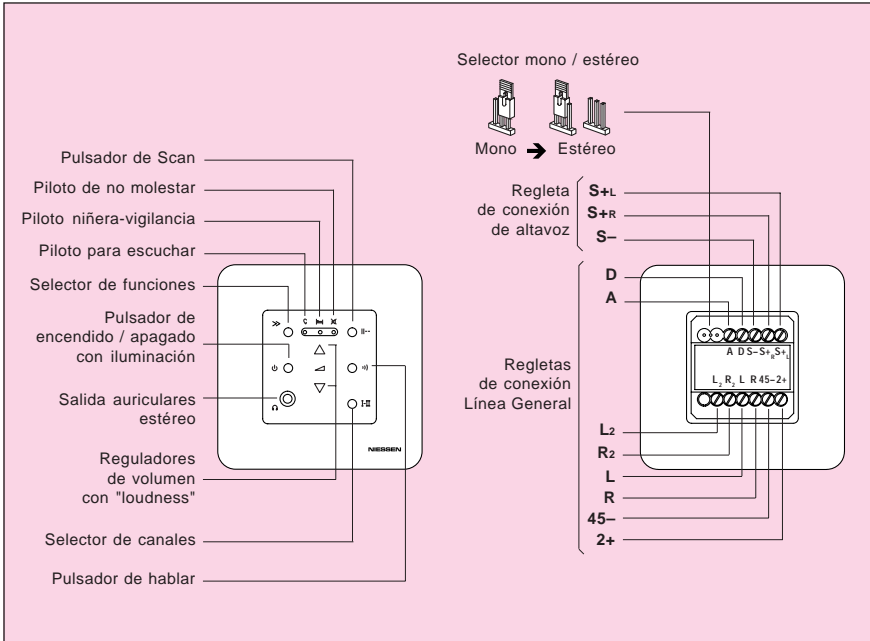 Selector mono / estéreo
Mono
Estéreo
Pulsador de Scan
Piloto de no molestar
Piloto niñera-vigilancia
Piloto para escuchar
Selector de funciones
Pulsador de
encendido / apagado
con iluminación
Salida auriculares
estéreo
Reguladores
de volumen
con "loudness"
Selector de canales
Pulsador de hablar
NIESSEN
Regleta
de conexión
de altavoz
S+L
S+R
S–
D
A
Regletas
de conexión
Línea General
L2
R2
L
R
45–
2+
A D S– S+R S+L
L2 R2 L R 45– 2+